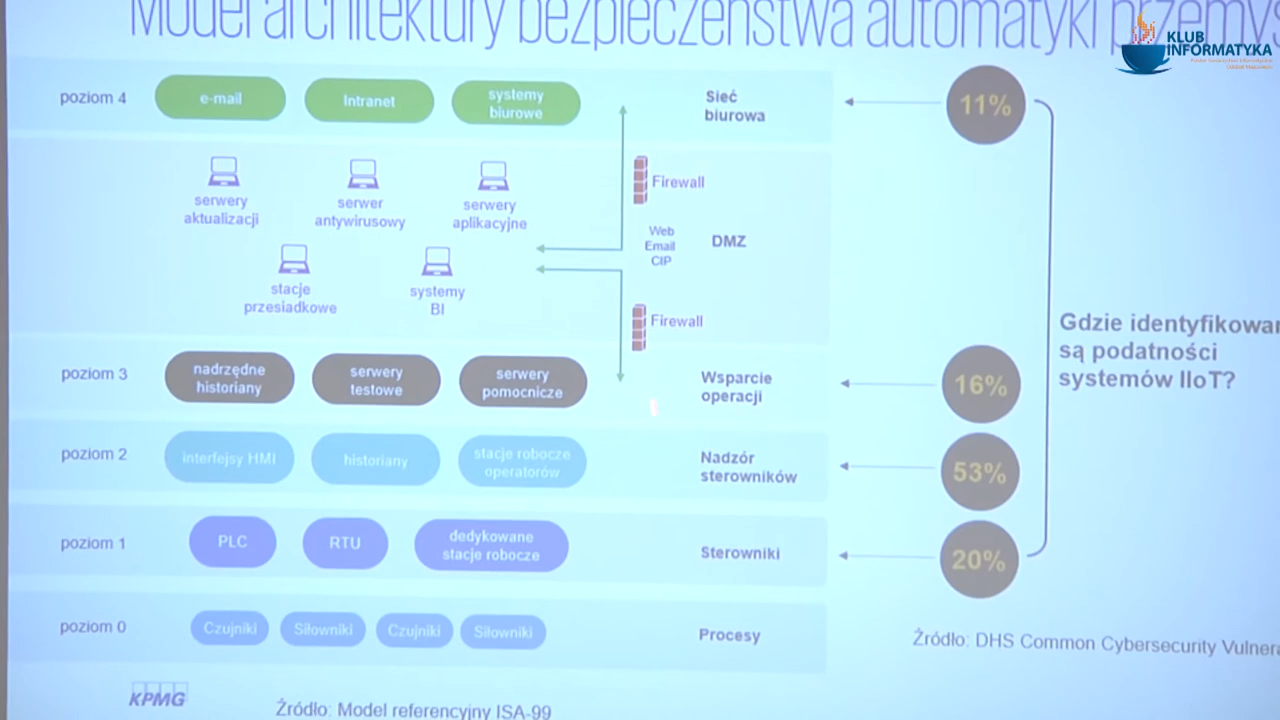 Model architektury bezpieczeństwa automatyki
KLUB
INFORMATYKA
poziom 4
e-mail
Intranet
systemy
biurowe
Sieć
biurowa
11%
serwery
aktualizacji
serwer
antywirusowy
serwery
aplikacyjne
Firewall
Web
Email
CIP
DMZ
stacje
przesiadkowe
systemy
BI
Firewall
Gdzie
są podatności
systemów IIoT?
poziom 3
nadrzędne
historiany
serwery
testowe
serwery
pomocnicze
Wsparcie
operacji
16%
poziom 2
interfejsy HMI
historiany
stacje robocze
operatorów
Nadzór
sterowników
53%
poziom 1
PLC
RTU
dedykowane
stacje robocze
Sterowniki
20%
poziom 0
Czujniki
Siłowniki
Czujniki
Siłowniki
Procesy
Źródło: DHS Common Cybersecurity
KPMG
Źródło: Model referencyjny ISA-99